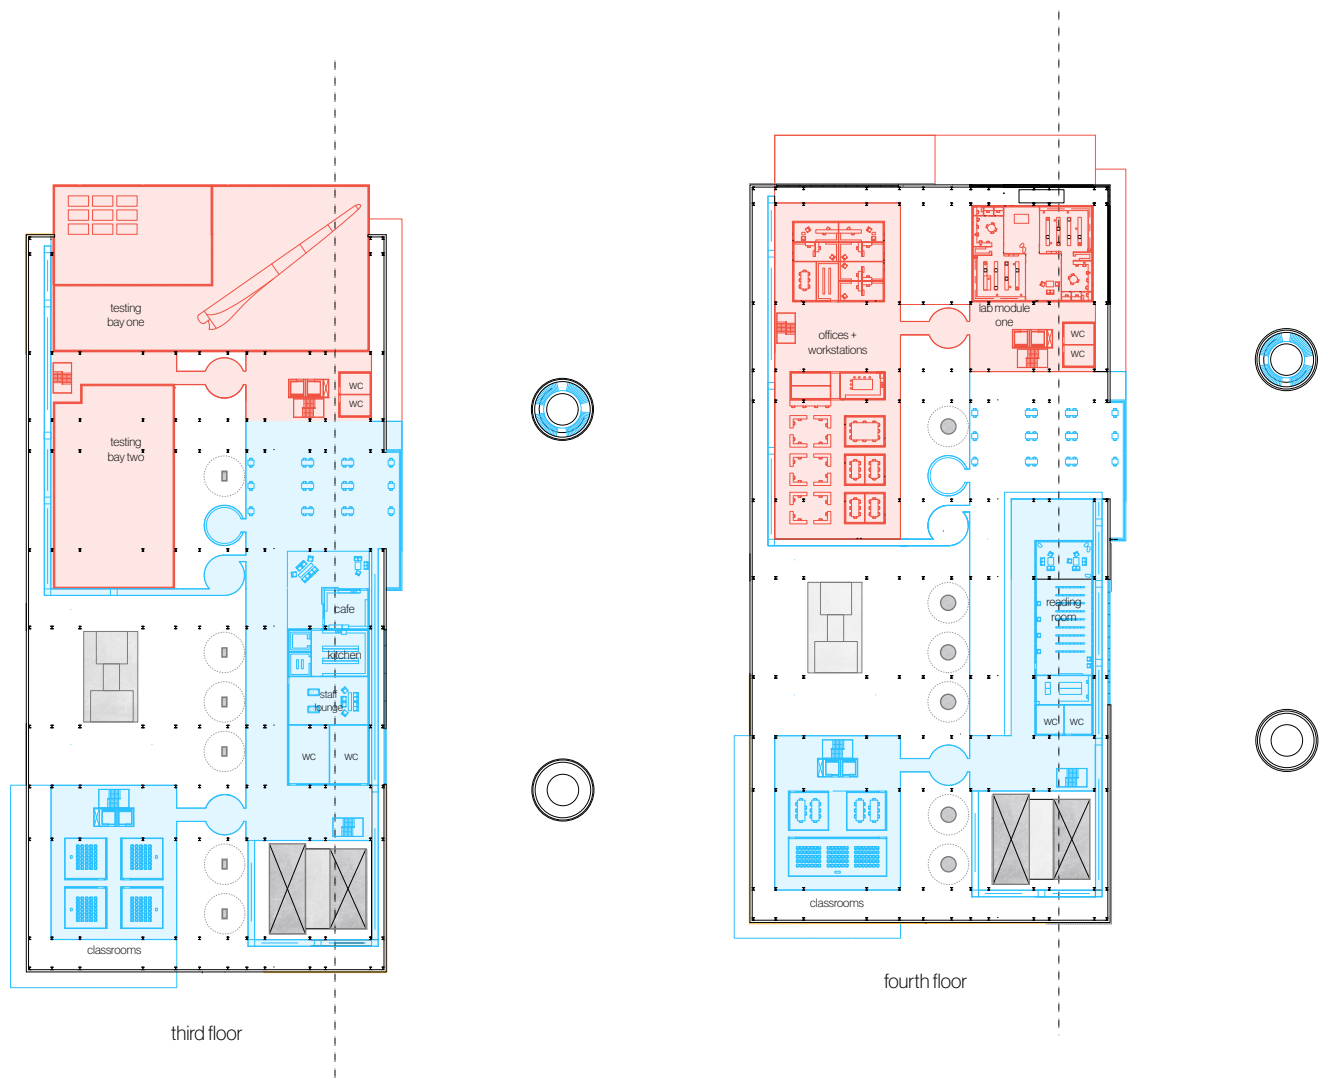 testing
bay one
WC
WC
testing
bay two
cafe
kitchen
staff
lounge
WC
WC
classrooms
third floor
lab module
one
offices +
workstations
WC
WC
reading
room
WC
WC
classrooms
fourth floor